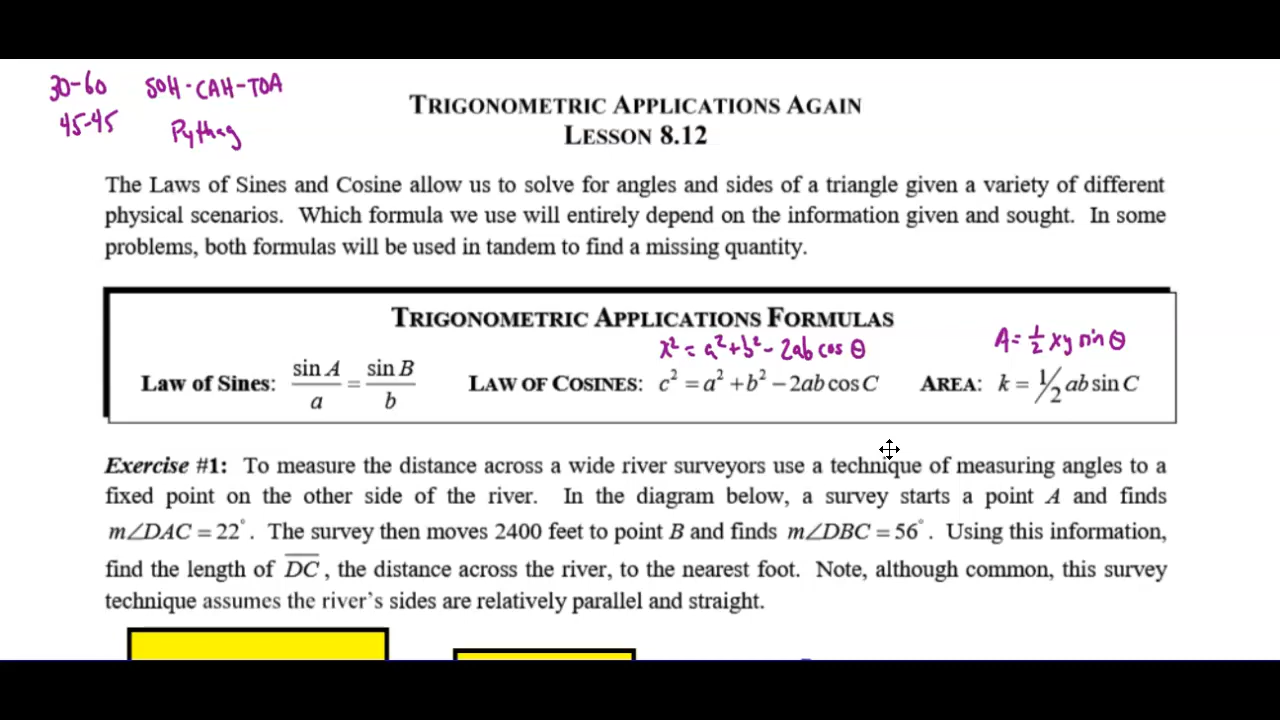 30-60 SOH-CAH-TOA
45-45 Pythag
TRIGONOMETRIC APPLICATIONS AGAIN
LESSON 8.12
The Laws of Sines and Cosine allow us to solve for angles and sides of a triangle given a variety of different
physical scenarios. Which formula we use will entirely depend on the information given and sought. In some
problems, both formulas will be used in tandem to find a missing quantity.
TRIGONOMETRIC APPLICATIONS FORMULAS
x² = a² + b² - 2ab cos θ A = 1/2 xy sin θ
Law of Sines: sin A / a = sin B / b LAW OF COSINES: c² = a² + b² - 2ab cos C AREA: k = 1/2 ab sin C
Exercise #1: To measure the distance across a wide river surveyors use a technique of measuring angles to a
fixed point on the other side of the river. In the diagram below, a survey starts a point A and finds
m∠DAC = 22°. The survey then moves 2400 feet to point B and finds m∠DBC = 56°. Using this information,
find the length of D̅C̅, the distance across the river, to the nearest foot. Note, although common, this survey
technique assumes the river's sides are relatively parallel and straight.